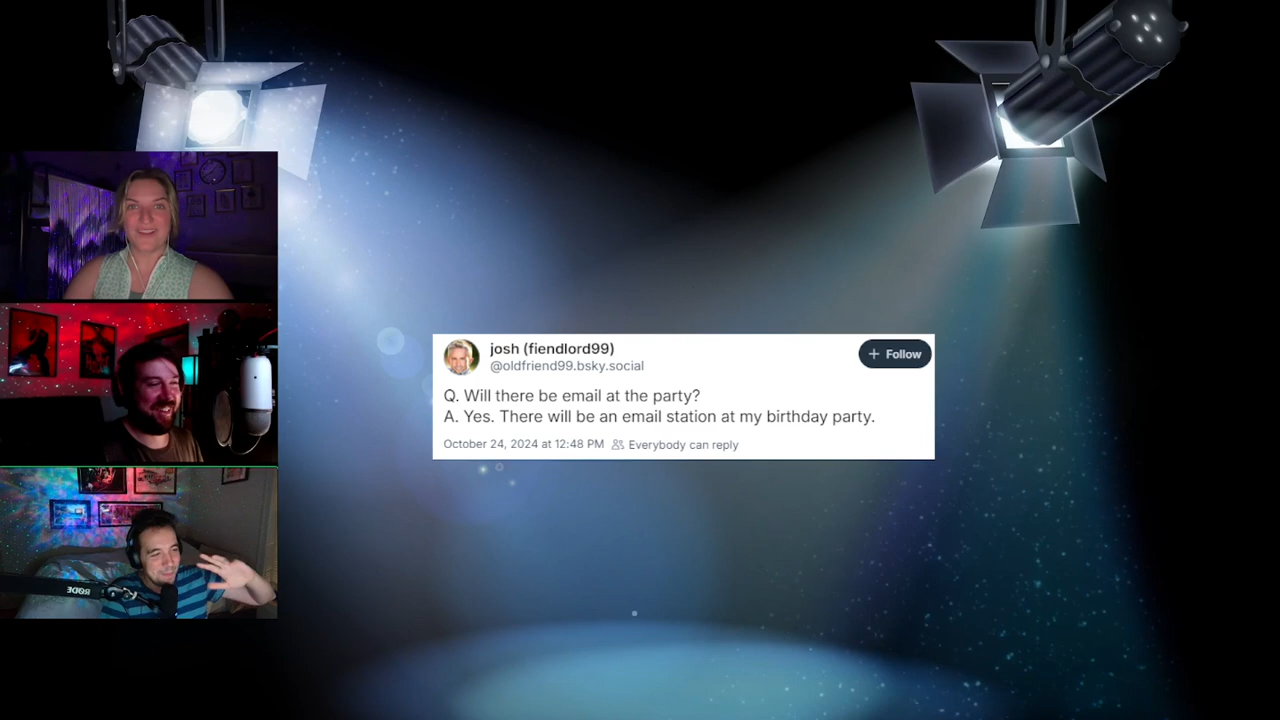 josh (fiendlord99)
@oldfriend99.bsky.social
+ Follow
Q. Will there be email at the party?
A. Yes. There will be an email station at my birthday party.
October 24, 2024 at 12:48 PM Everybody can reply
RØDE